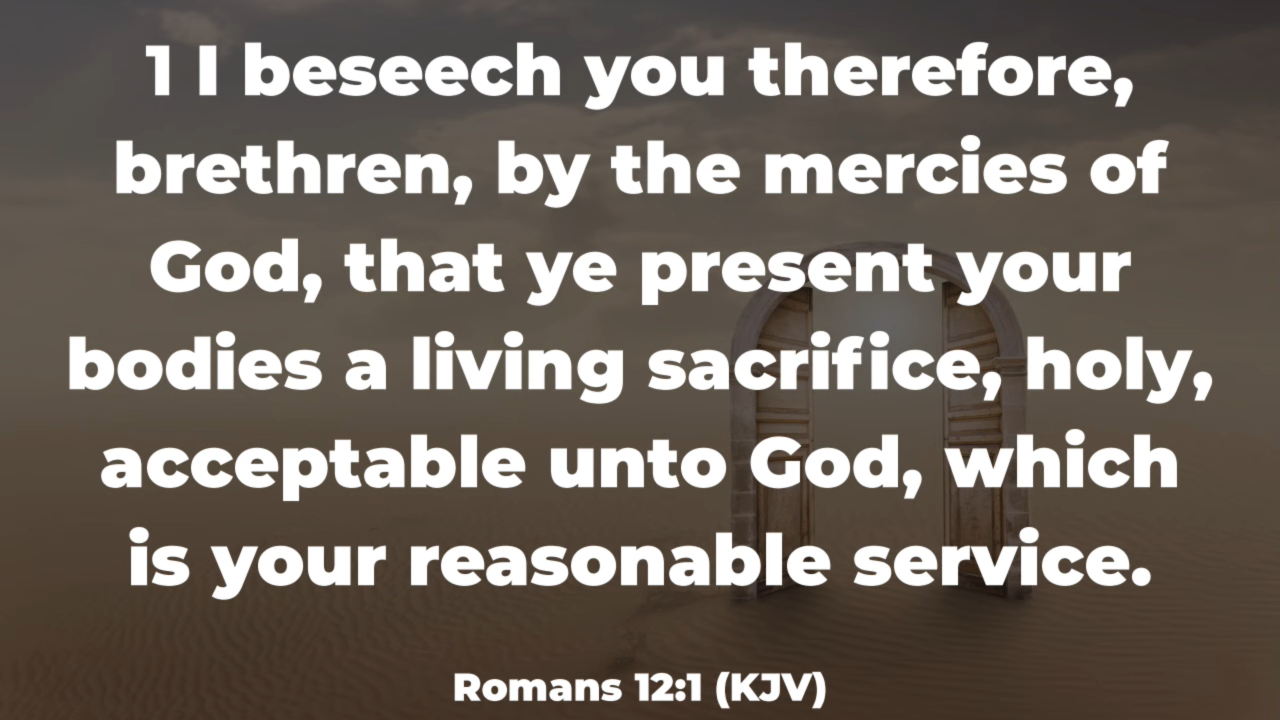 1 I beseech you therefore,
brethren, by the mercies of
God, that ye present your
bodies a living sacrifice, holy,
acceptable unto God, which
is your reasonable service.
Romans 12:1 (KJV)